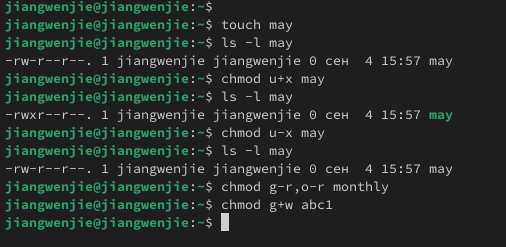 jiangwenjie@jiangwenjie:~$
jiangwenjie@jiangwenjie:~$ touch may
jiangwenjie@jiangwenjie:~$ ls -l may
-rw-r--r--. 1 jiangwenjie jiangwenjie 0 сен  4 15:57 may
jiangwenjie@jiangwenjie:~$ chmod u+x may
jiangwenjie@jiangwenjie:~$ ls -l may
-rwxr--r--. 1 jiangwenjie jiangwenjie 0 сен  4 15:57 may
jiangwenjie@jiangwenjie:~$ chmod u-x may
jiangwenjie@jiangwenjie:~$ ls -l may
-rw-r--r--. 1 jiangwenjie jiangwenjie 0 сен  4 15:57 may
jiangwenjie@jiangwenjie:~$ chmod g-r,o-r monthly
jiangwenjie@jiangwenjie:~$ chmod g+w abc1
jiangwenjie@jiangwenjie:~$